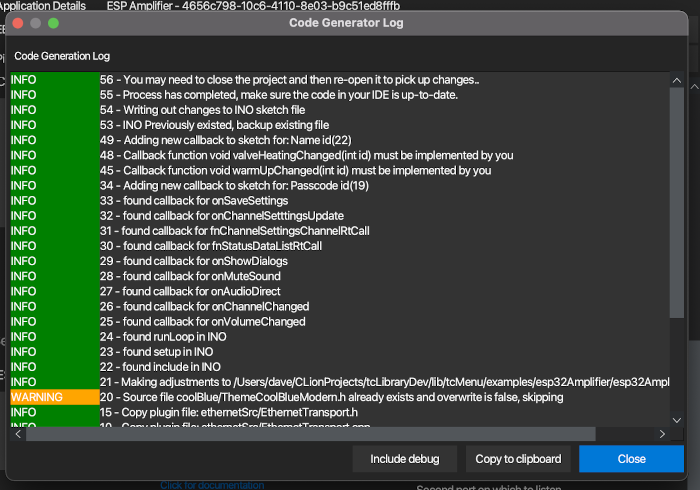 Application Details ESP Amplifier - 4656c798-10c6-4110-8e03-b9c51ed8fffb
Code Generator Log
Code Generation Log
INFO 56 - You may need to close the project and then re-open it to pick up changes..
INFO 55 - Process has completed, make sure the code in your IDE is up-to-date.
INFO 54 - Writing out changes to INO sketch file
INFO 53 - INO Previously existed, backup existing file
INFO 49 - Adding new callback to sketch for: Name id(22)
INFO 48 - Callback function void valveHeatingChanged(int id) must be implemented by you
INFO 45 - Callback function void warmUpChanged(int id) must be implemented by you
INFO 34 - Adding new callback to sketch for: Passcode id(19)
INFO 33 - found callback for onSaveSettings
INFO 32 - found callback for onChannelSetttingsUpdate
INFO 31 - found callback for fnChannelSettingsChannelRtCall
INFO 30 - found callback for fnStatusDataListRtCall
INFO 29 - found callback for onShowDialogs
INFO 28 - found callback for onMuteSound
INFO 27 - found callback for onAudioDirect
INFO 26 - found callback for onChannelChanged
INFO 25 - found callback for onVolumeChanged
INFO 24 - found runLoop in INO
INFO 23 - found setup in INO
INFO 22 - found include in INO
INFO 21 - Making adjustments to /Users/dave/CLionProjects/tcLibraryDev/lib/tcMenu/examples/esp32Amplifier/esp32Ampl
WARNING 20 - Source file coolBlue/ThemeCoolBlueModern.h already exists and overwrite is false, skipping
INFO 15 - Copy plugin file: ethernetSrc/EthernetTransport.h
Include debug Copy to clipboard Close
Click for documentation Second port on which to listen